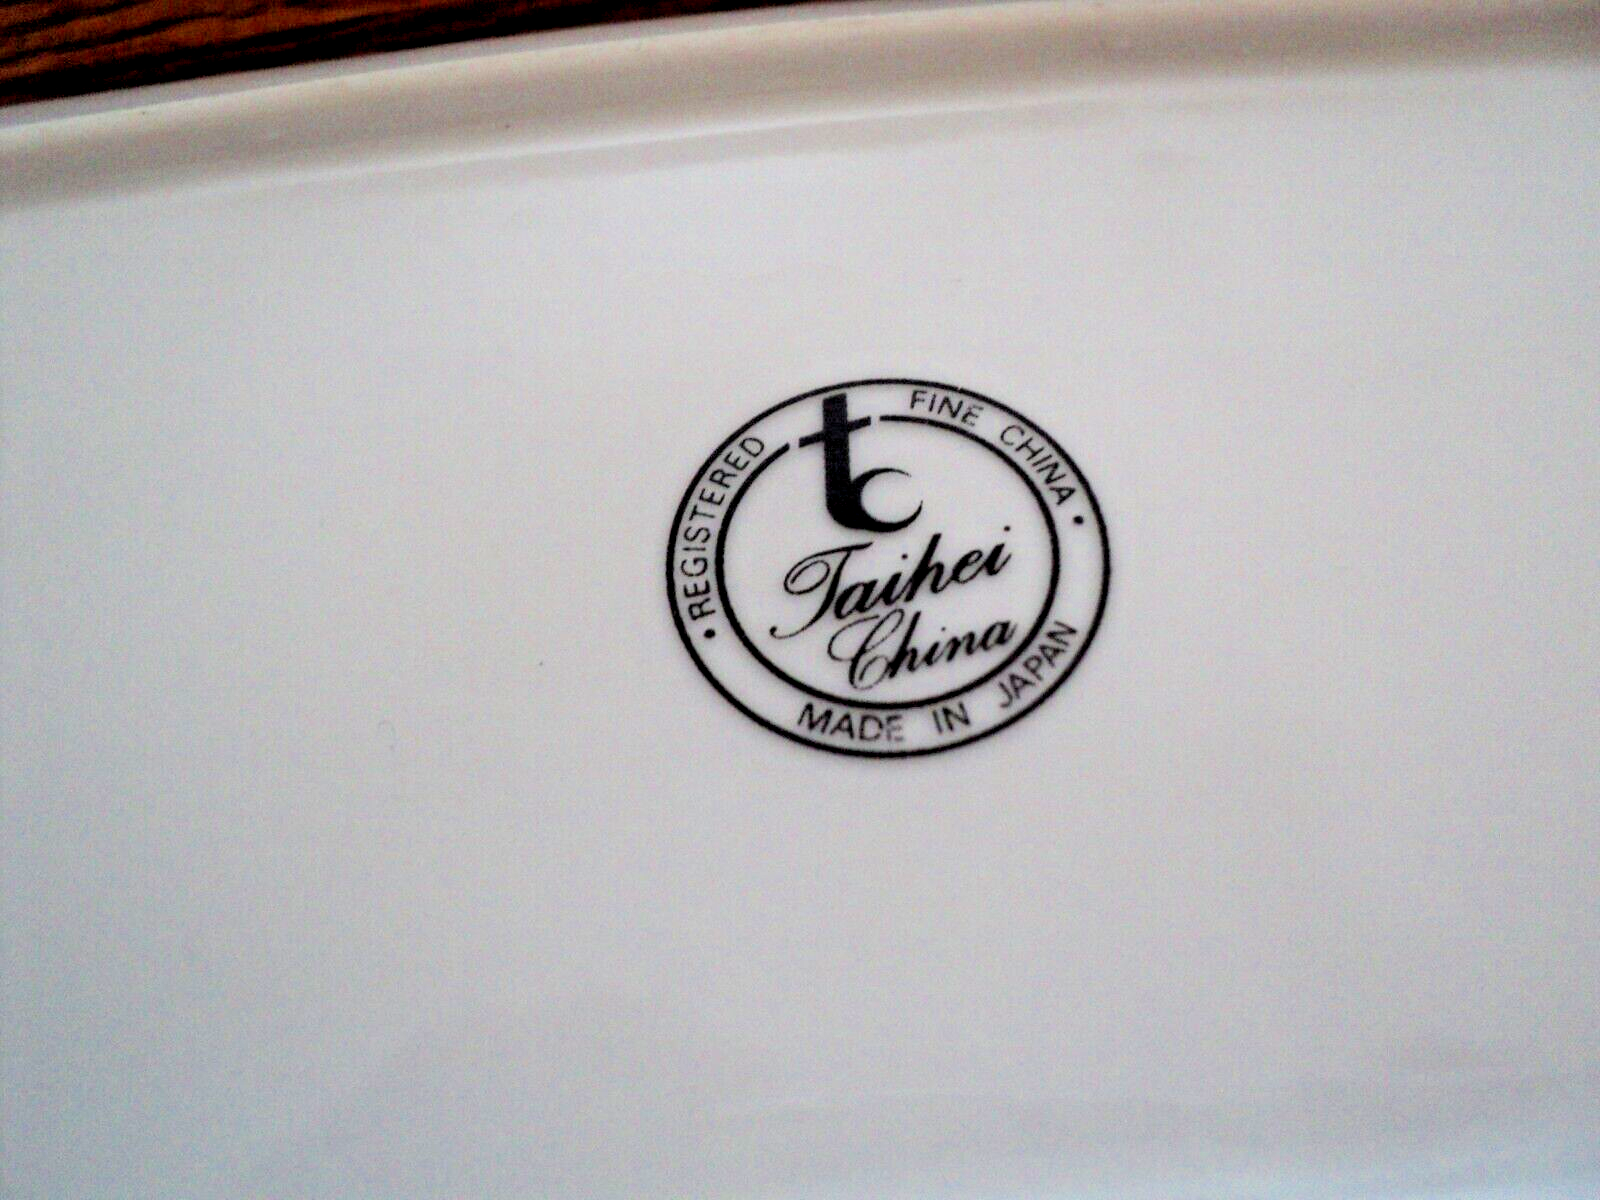 REGISTERED
FINE CHINA
tc
Taihei
China
MADE IN JAPAN